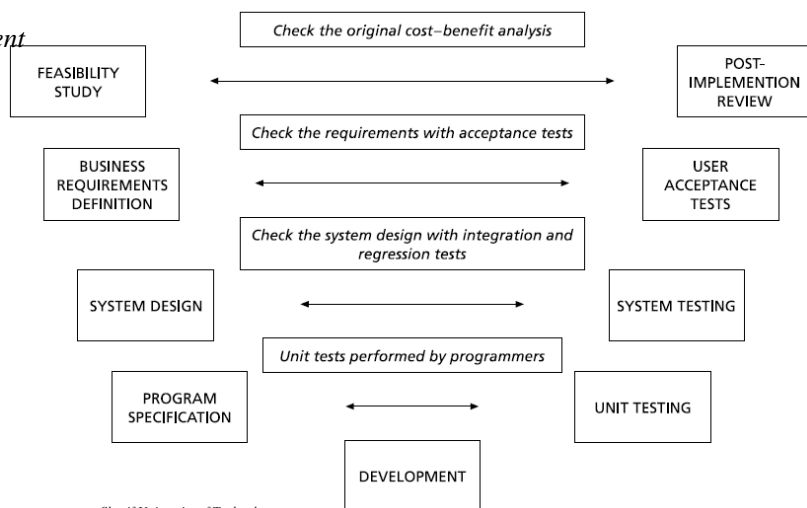 ent
Check the original cost–benefit analysis
FEASIBILITY
STUDY
POST-
IMPLEMENTION
REVIEW
Check the requirements with acceptance tests
BUSINESS
REQUIREMENTS
DEFINITION
USER
ACCEPTANCE
TESTS
Check the system design with integration and
regression tests
SYSTEM DESIGN
SYSTEM TESTING
Unit tests performed by programmers
PROGRAM
SPECIFICATION
UNIT TESTING
DEVELOPMENT